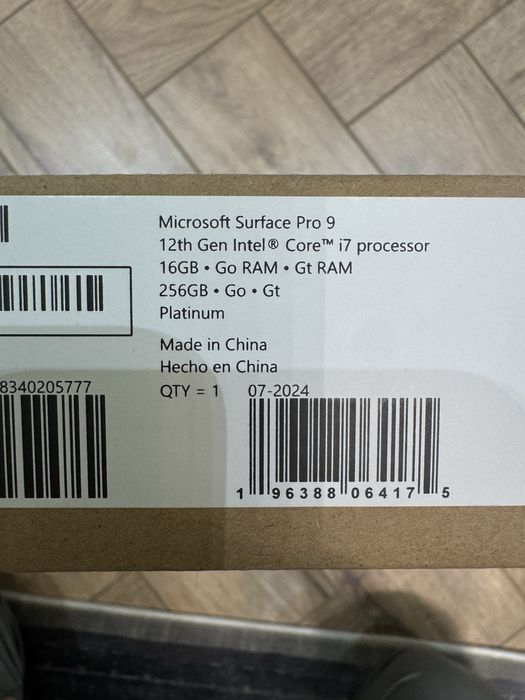 Microsoft Surface Pro 9
12th Gen Intel® Core™ i7 processor
16GB • Go RAM • Gt RAM
256GB • Go • Gt
Platinum
Made in China
Hecho en China
8340205777
QTY = 1 07-2024
1 96388 06417 5